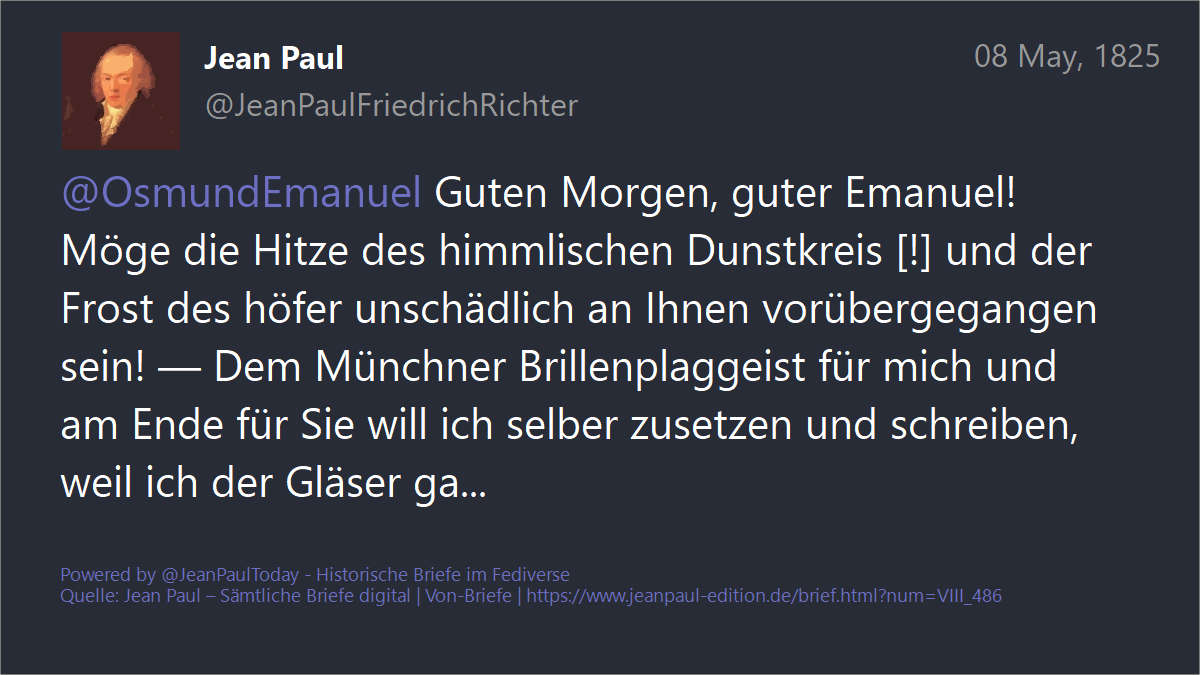 Jean Paul
08 May, 1825
@JeanPaulFriedrichRichter
@OsmundEmanuel Guten Morgen, guter Emanuel!
Möge die Hitze des himmlischen Dunstkreis [!] und der
Frost des höfer unschädlich an Ihnen vorübergegangen
sein! — Dem Münchner Brillenplaggeist für mich und
am Ende für Sie will ich selber zusetzen und schreiben,
weil ich der Gläser ga...
Powered by @JeanPaulToday - Historische Briefe im Fediverse
Quelle: Jean Paul – Sämtliche Briefe digital | Von-Briefe | https://www.jeanpaul-edition.de/brief.html?num=VIII_486